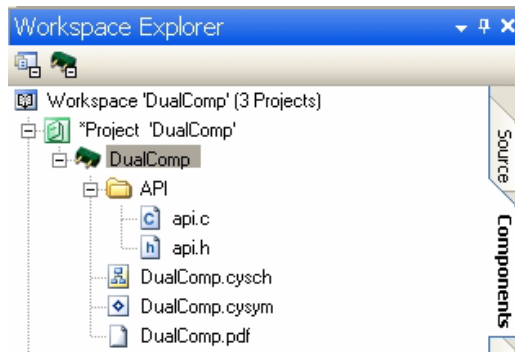 Workspace Explorer
Workspace 'DualComp' (3 Projects)
*Project 'DualComp'
DualComp
API
api.c
api.h
DualComp.cysch
DualComp.cysym
DualComp.pdf
Source
Components